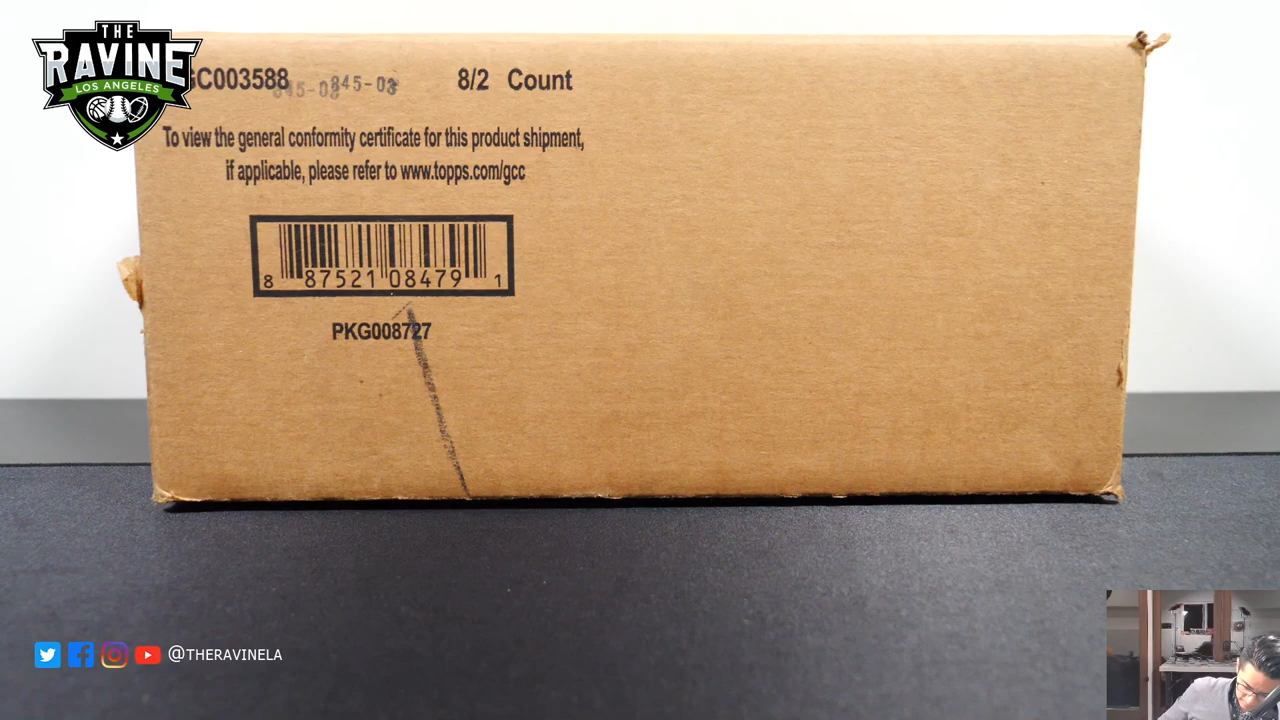 THE
RAVINE
LOS ANGELES
C003588
845-03
8/2 Count
To view the general conformity certificate for this product shipment,
if applicable, please refer to www.topps.com/gcc
8 87521 08479 1
PKG008727
@THERAVINELA